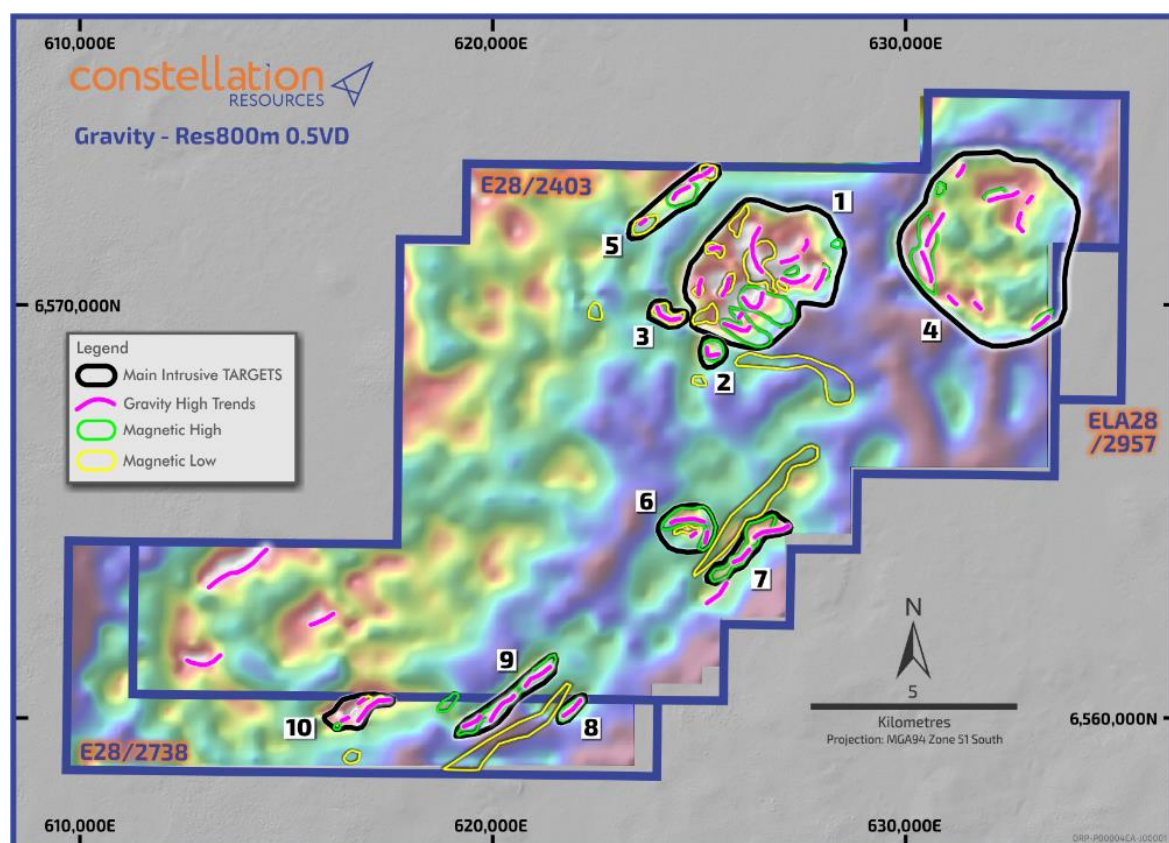 610,000E
620,000E
630,000E
constellation
RESOURCES
Gravity - Res800m 0.5VD
E28/2403
1
5
6,570,000N
3
4
2
Legend
Main Intrusive TARGETS
Gravity High Trends
Magnetic High
Magnetic Low
ELA28
/2957
6
7
N
9
5
Kilometres
Projection: MGA94 Zone 51 South
10
8
6,560,000N
E28/2738
610,000E
620,000E
630,000E